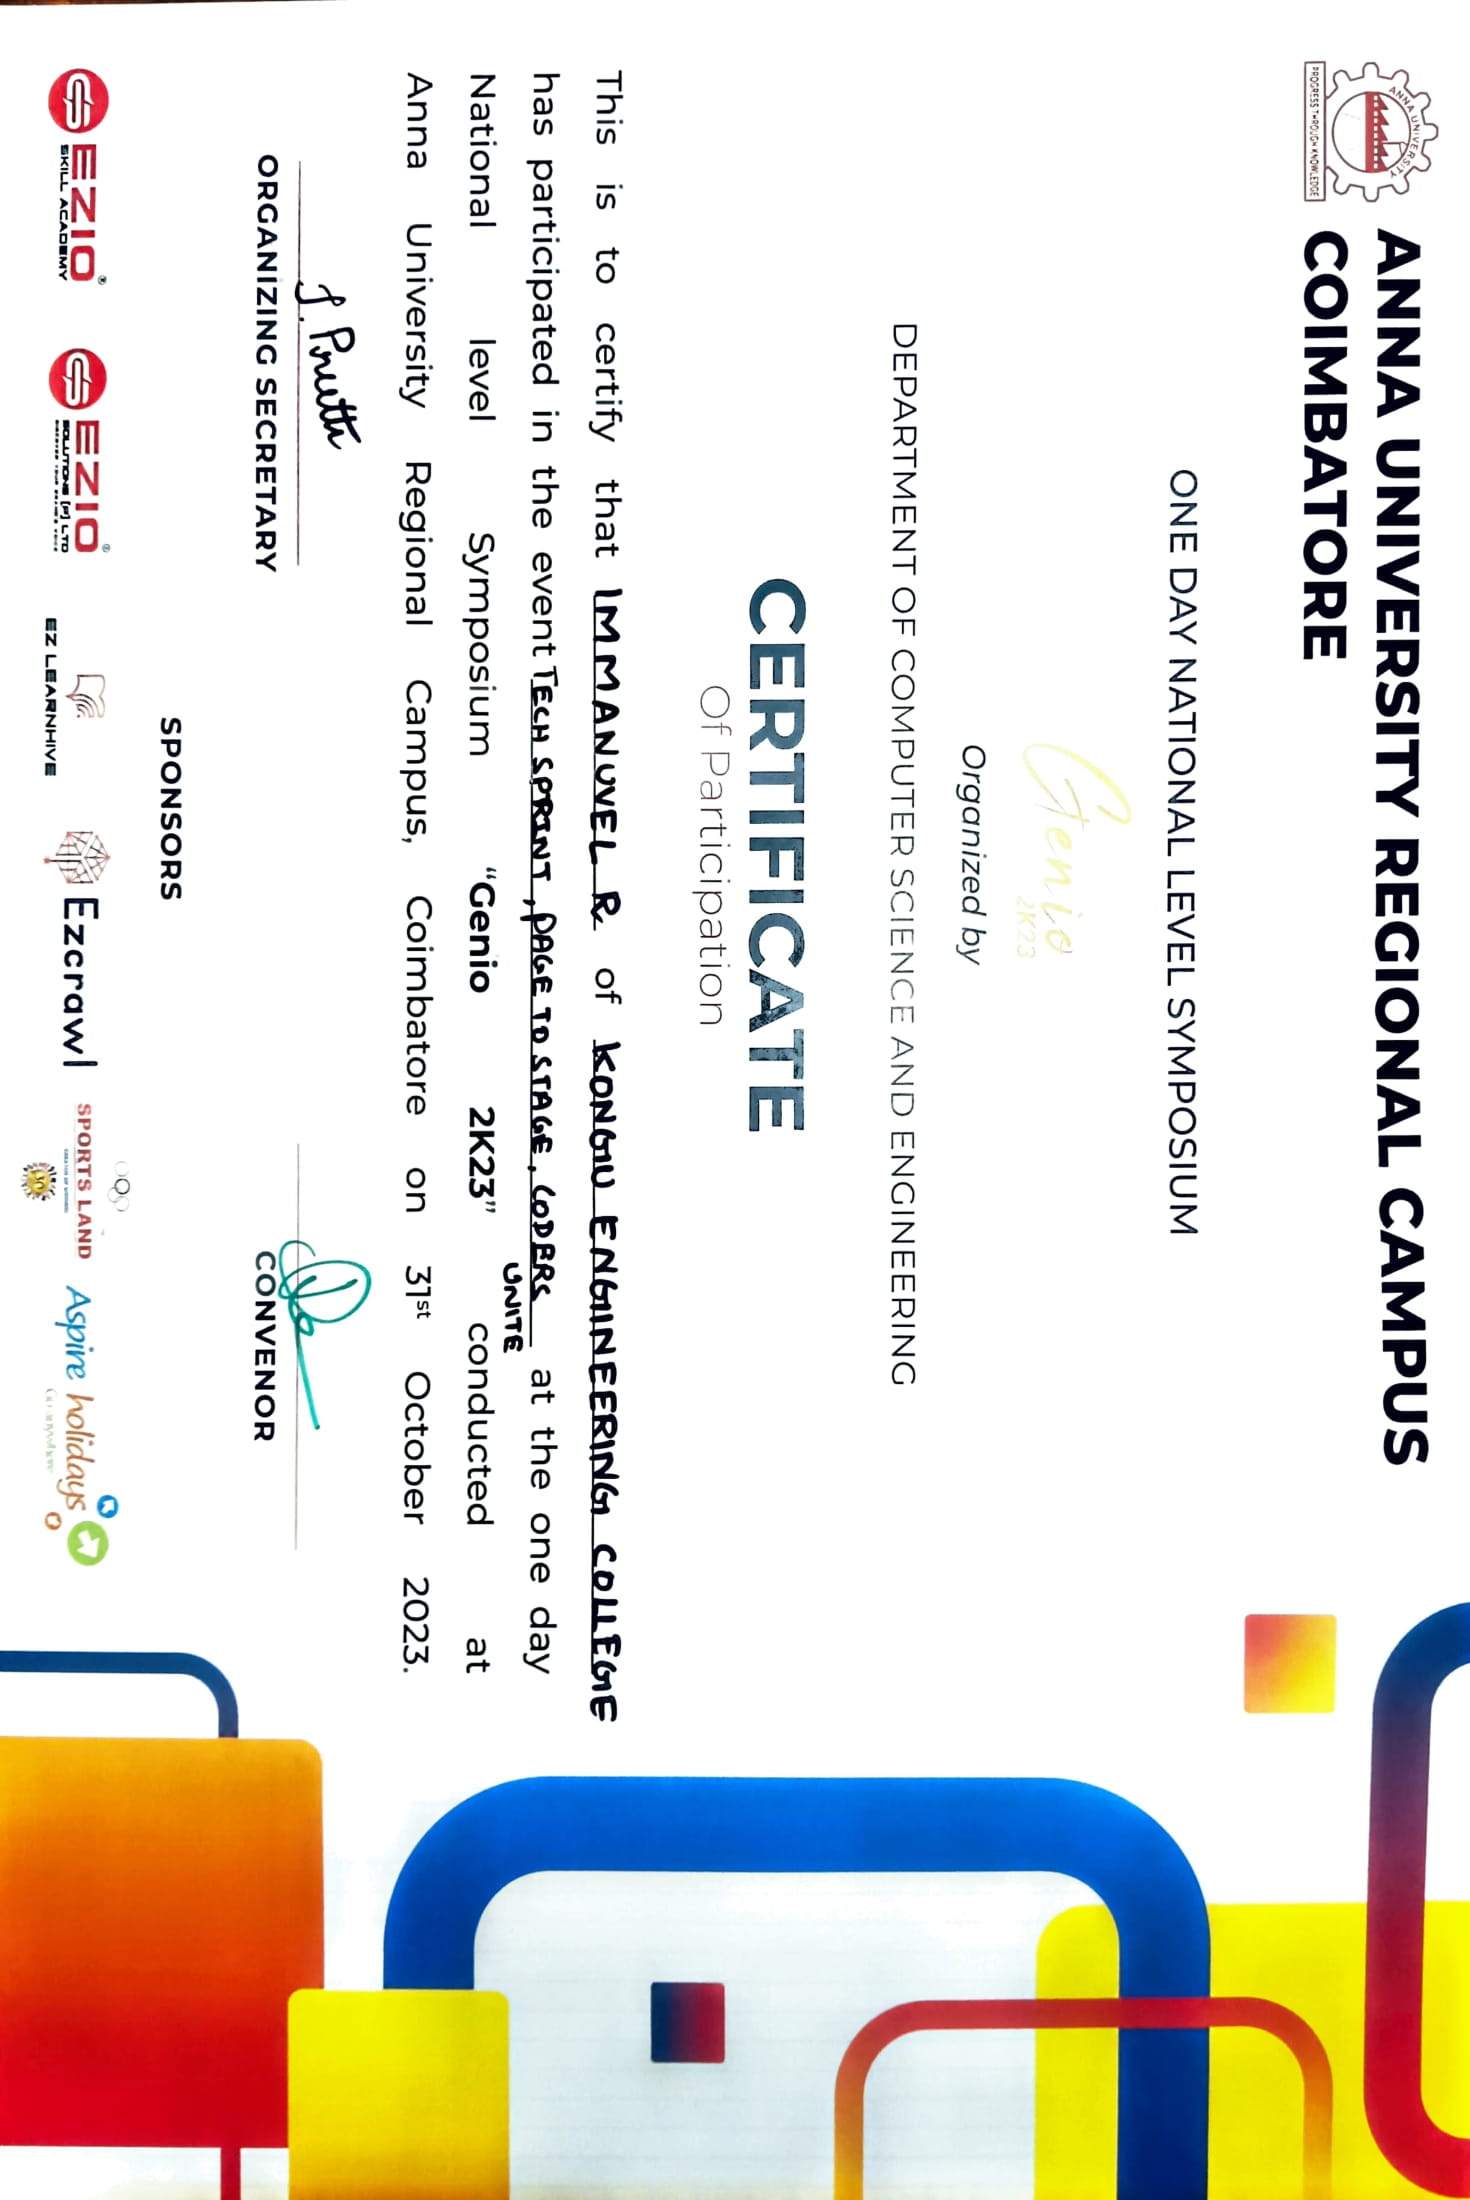 ANNA UNIVERSITY
PROGRESS THROUGH KNOWLEDGE
ANNA UNIVERSITY REGIONAL CAMPUS
COIMBATORE
ONE DAY NATIONAL LEVEL SYMPOSIUM
Genio
2K23
Organized by
DEPARTMENT OF COMPUTER SCIENCE AND ENGINEERING
CERTIFICATE
Of Participation
This is to certify that IMMANUVEL R of KONGU ENGINEERING COLLEGE
has participated in the event TECH SPRINT, PAGE TO STAGE, CODERS UNITE at the one day
National level Symposium "Genio 2K23" conducted at
Anna University Regional Campus, Coimbatore on 31st October 2023.
ORGANIZING SECRETARY
CONVENOR
SPONSORS
EZIO®
SKILL ACADEMY
EZIO®
SOLUTIONS [P] LTD
EZ LEARNHIVE
Ezcrawl
SPORTS LAND
Aspire holidays
Go anywhere